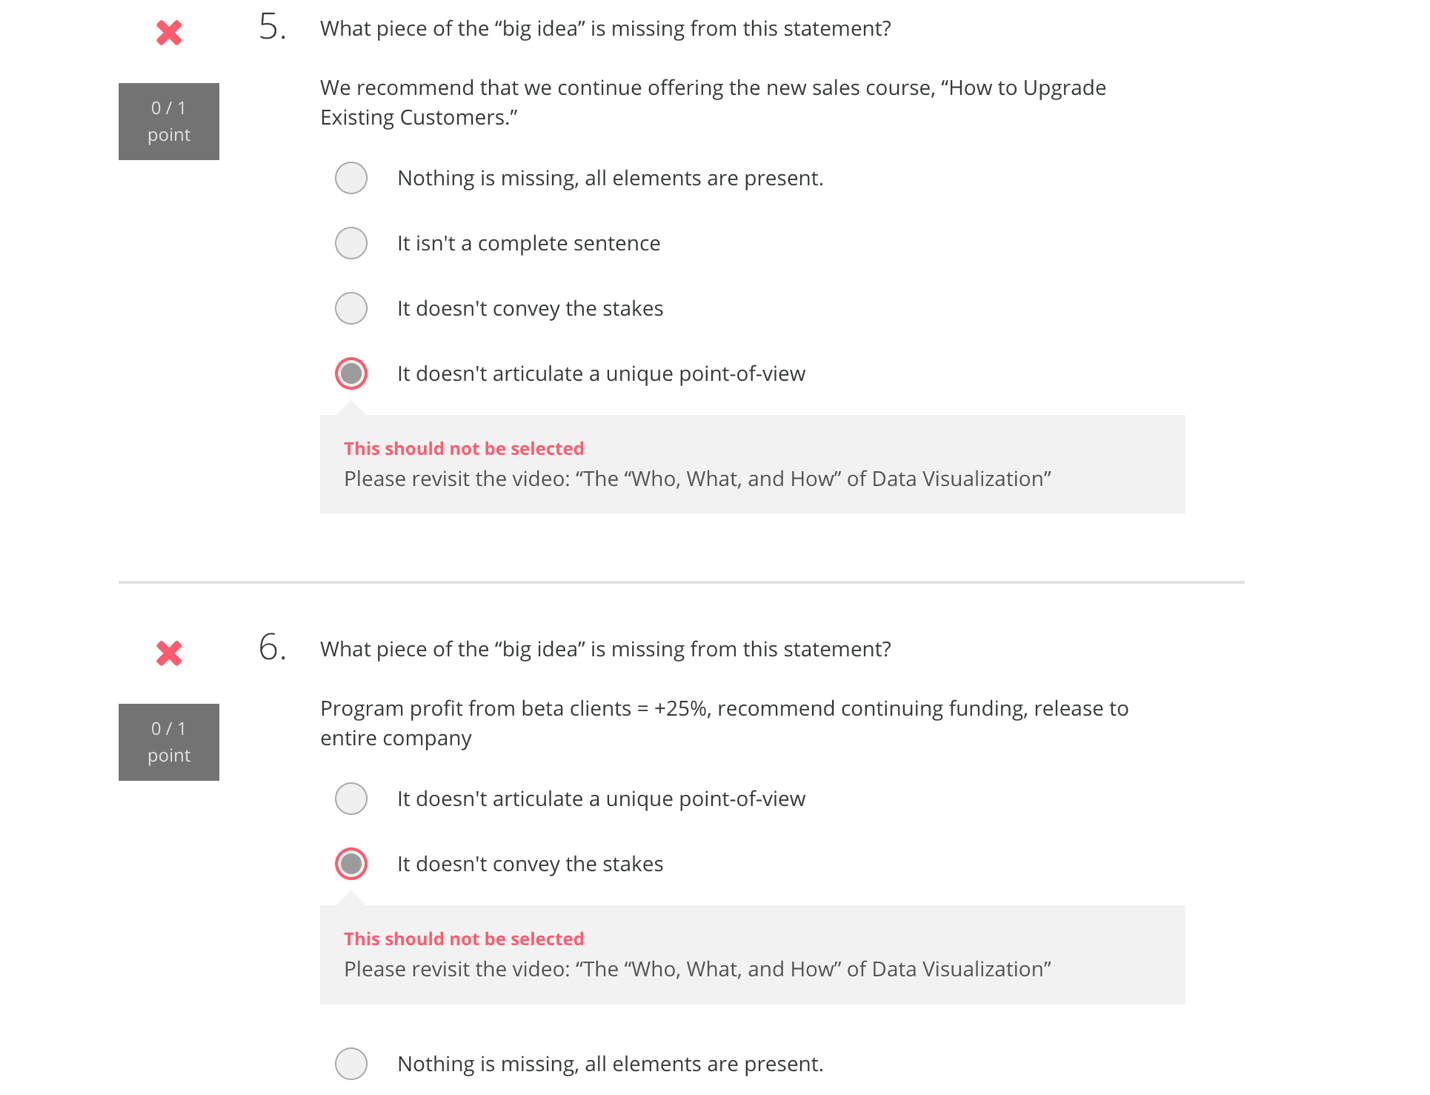 5. What piece of the “big idea” is missing from this statement?
0 / 1
point
We recommend that we continue offering the new sales course, “How to Upgrade
Existing Customers.”
Nothing is missing, all elements are present.
It isn't a complete sentence
It doesn't convey the stakes
It doesn't articulate a unique point-of-view
This should not be selected
Please revisit the video: “The “Who, What, and How” of Data Visualization”
6. What piece of the “big idea” is missing from this statement?
0 / 1
point
Program profit from beta clients = +25%, recommend continuing funding, release to
entire company
It doesn't articulate a unique point-of-view
It doesn't convey the stakes
This should not be selected
Please revisit the video: “The “Who, What, and How” of Data Visualization”
Nothing is missing, all elements are present.